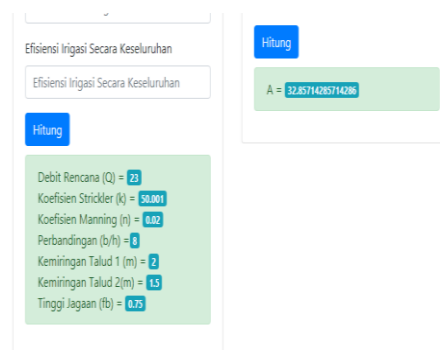 Efisiensi Irigasi Secara Keseluruhan
Efisiensi Irigasi Secara Keseluruhan
Hitung
Debit Rencana (Q) = 23
Koefisien Strickler (k) = 50.001
Koefisien Manning (n) = 0.02
Perbandingan (b/h) = 8
Kemiringan Talud 1 (m) = 2
Kemiringan Talud 2(m) = 1.5
Tinggi Jagaan (fb) = 0.75
Hitung
A = 32.85714285714286